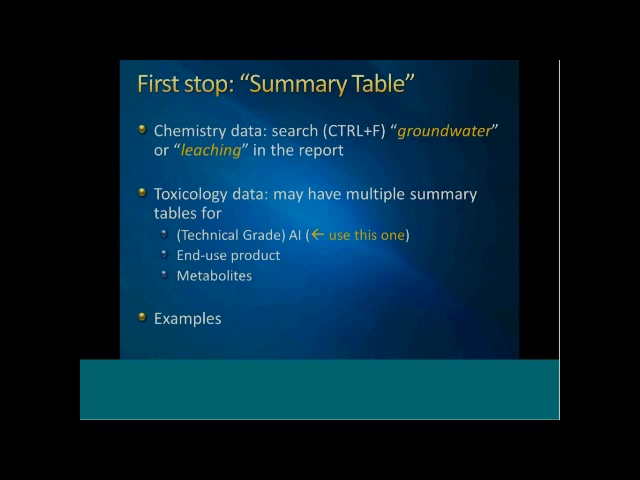 First stop: “Summary Table”
Chemistry data: search (CTRL+F) “groundwater”
or “leaching” in the report
Toxicology data: may have multiple summary
tables for
(Technical Grade) AI (← use this one)
End-use product
Metabolites
Examples